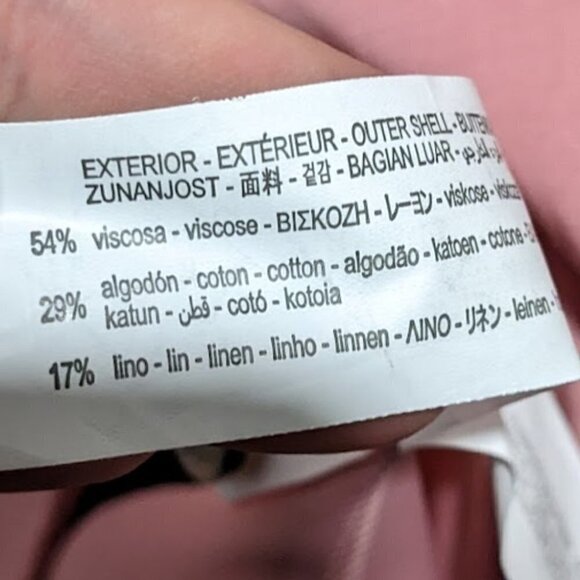 EXTERIOR - EXTÉRIEUR - OUTER SHELL -
ZUNANJOST - 面料 - 겉감 - BAGIAN LUAR -
54% viscosa - viscose - ΒΙΣΚΟΖΗ - レーヨン - viskose -
29% algodón - coton - cotton - algodão - katoen - cotone -
katun - قطن - cotó - kotoia
17% lino - lin - linen - linho - linnen - ΛΙΝΟ - リネン - leinen -